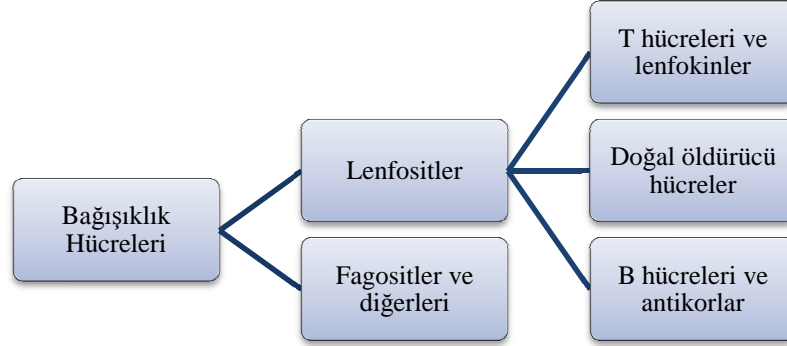 Bağışıklık
Hücreleri
Lenfositler
Fagositler ve
diğerleri
T hücreleri ve
lenfokinler
Doğal öldürücü
hücreler
B hücreleri ve
antikorlar